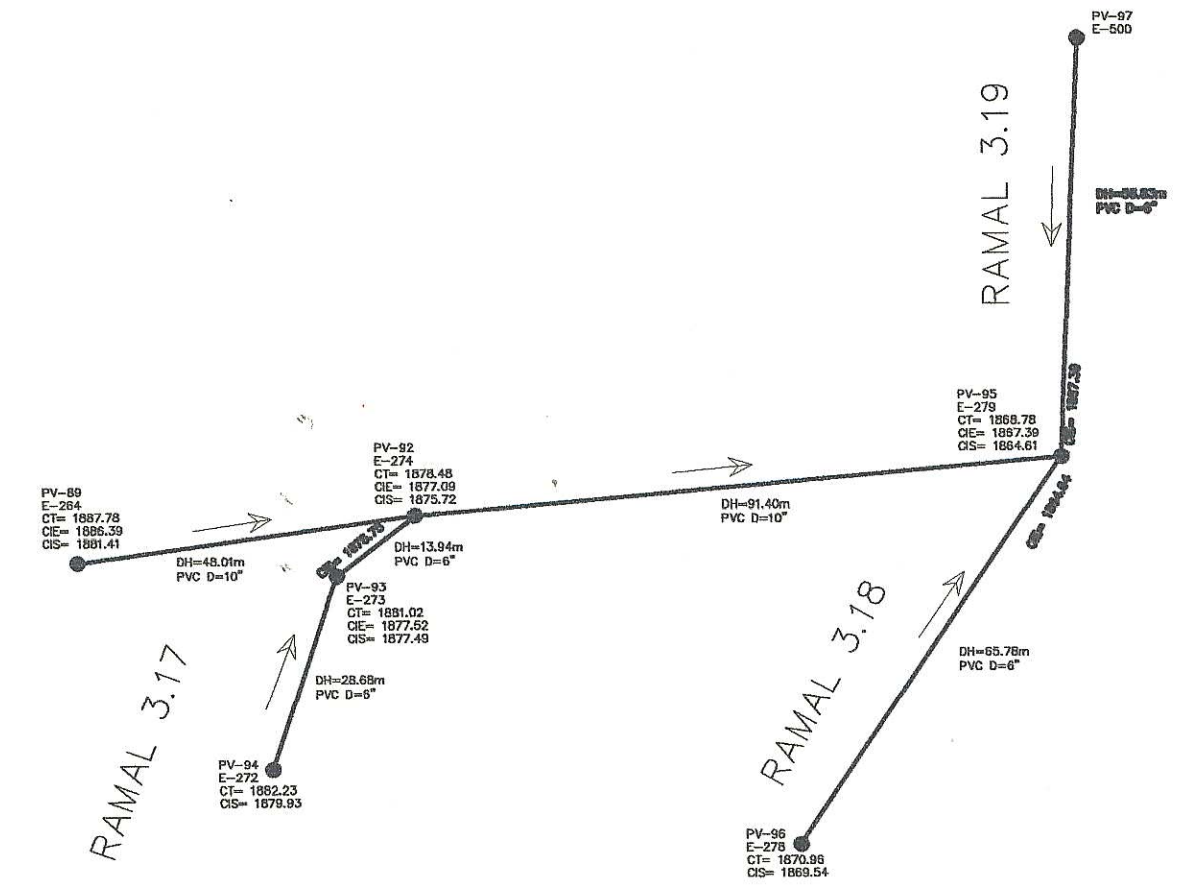 PV-97
E-500
RAMAL 3.19
PVC D=6"
PV-95
E-279
CT= 1868.78
CIE= 1867.39
CIS= 1864.61
PV-92
E-274
CT= 1878.48
CIE= 1877.09
CIS= 1875.72
PV-89
E-264
CT= 1887.78
CIE= 1886.39
CIS= 1881.41
DH=91.40m
PVC D=10"
DH=48.01m
PVC D=10"
DH=13.94m
PVC D=6"
PV-93
E-273
CT= 1881.02
CIE= 1877.52
CIS= 1877.49
RAMAL 3.18
DH=65.78m
PVC D=6"
RAMAL 3.17
DH=28.68m
PVC D=6"
PV-94
E-272
CT= 1882.23
CIS= 1879.93
PV-96
E-278
CT= 1870.96
CIS= 1869.54